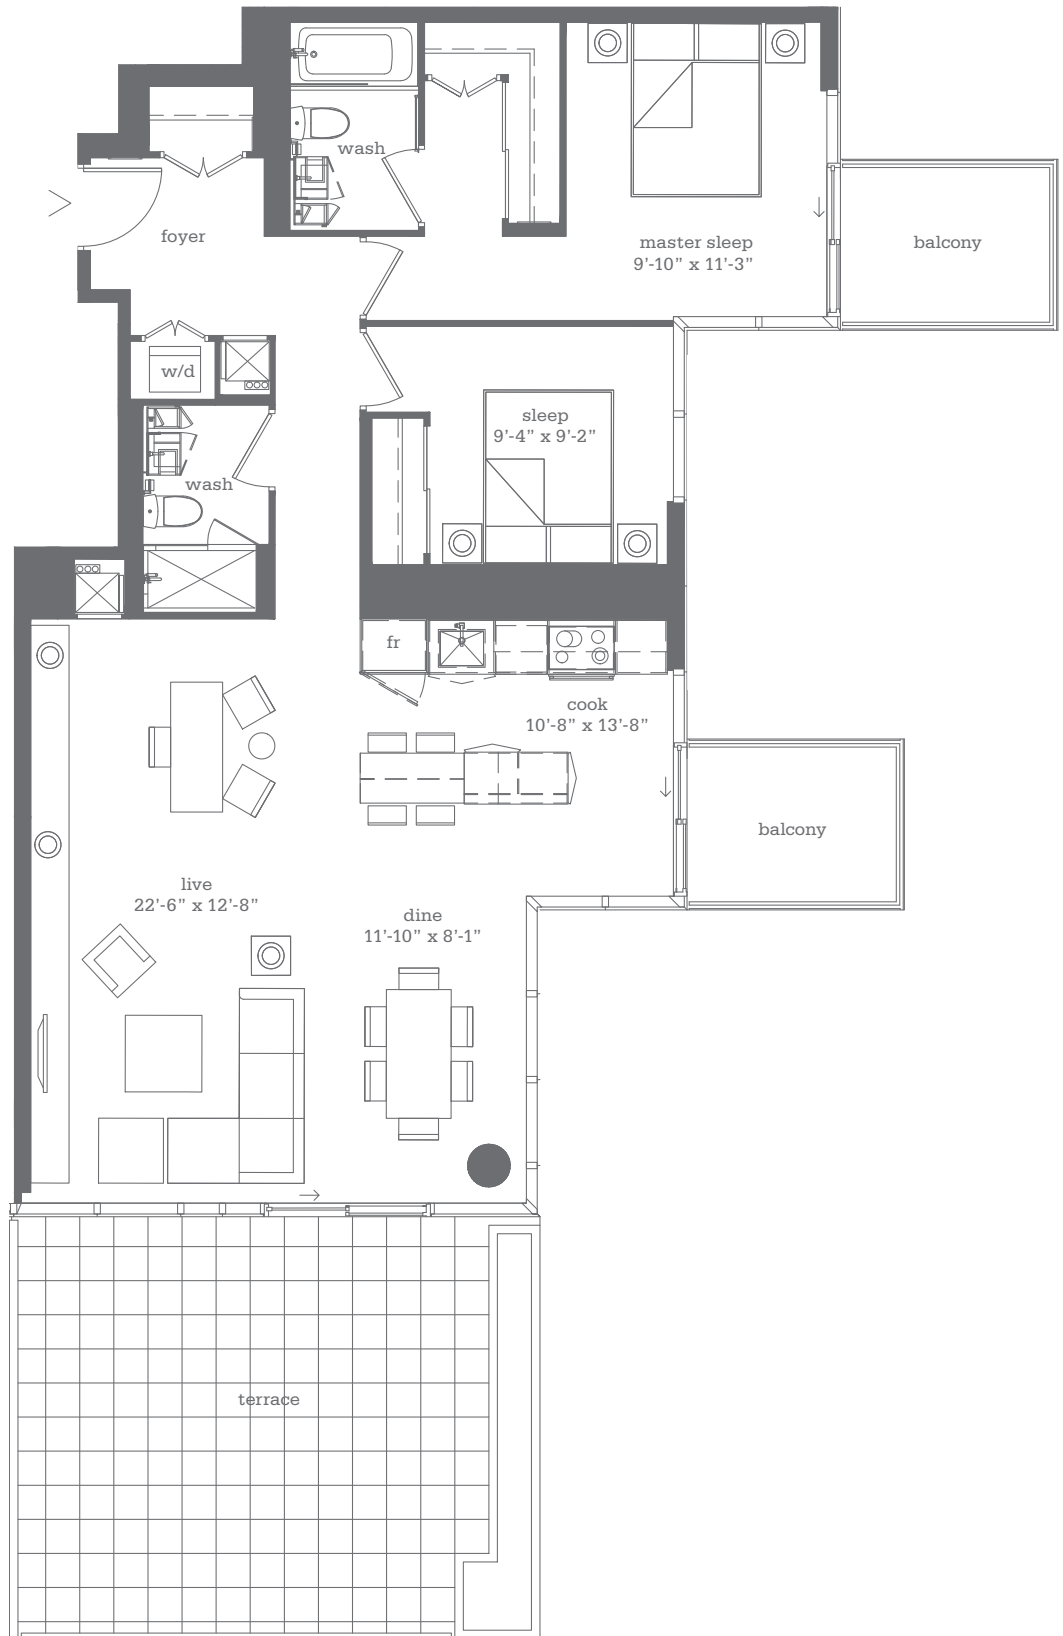 wash
foyer
master sleep
9'-10" x 11'-3"
balcony
w/d
sleep
9'-4" x 9'-2"
wash
fr
cook
10'-8" x 13'-8"
balcony
live
22'-6" x 12'-8"
dine
11'-10" x 8'-1"
terrace